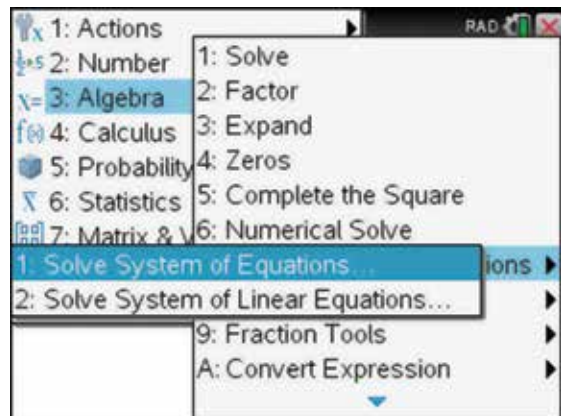 1: Actions
RAD
2: Number
3: Algebra
4: Calculus
5: Probability
6: Statistics
7: Matrix &
1: Solve
2: Factor
3: Expand
4: Zeros
5: Complete the Square
6: Numerical Solve
ions
1: Solve System of Equations...
2: Solve System of Linear Equations...
9: Fraction Tools
A: Convert Expression